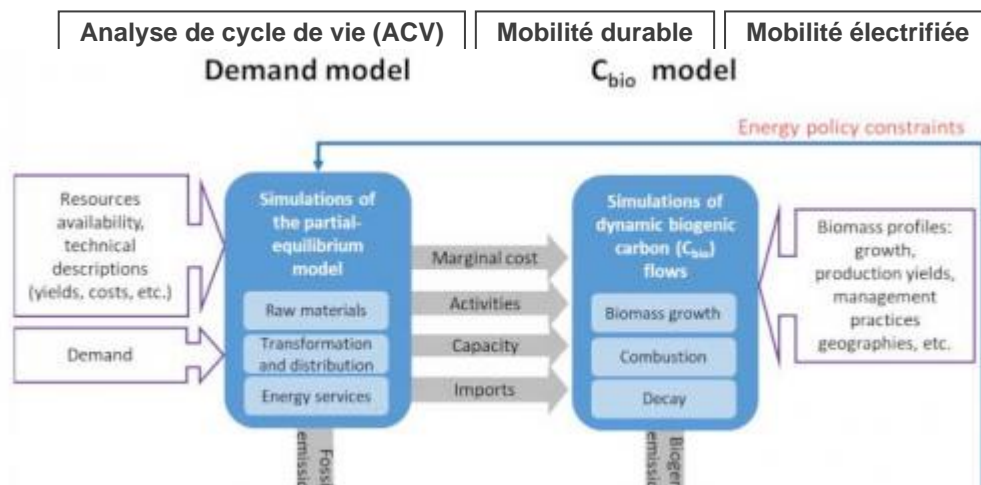 Analyse de cycle de vie (ACV)
Mobilité durable
Mobilité électrifiée
Demand model
C_bio model
Energy policy constraints
Resources
availability,
technical
descriptions
(yields, costs, etc.)
Demand
Simulations of
the partial-
equilibrium
model
Raw materials
Transformation
and distribution
Energy services
Marginal cost
Activities
Capacity
Imports
Simulations of
dynamic biogenic
carbon (C_bio)
flows
Biomass growth
Combustion
Decay
Biomass profiles:
growth,
production yields,
management
practices
geographies, etc.